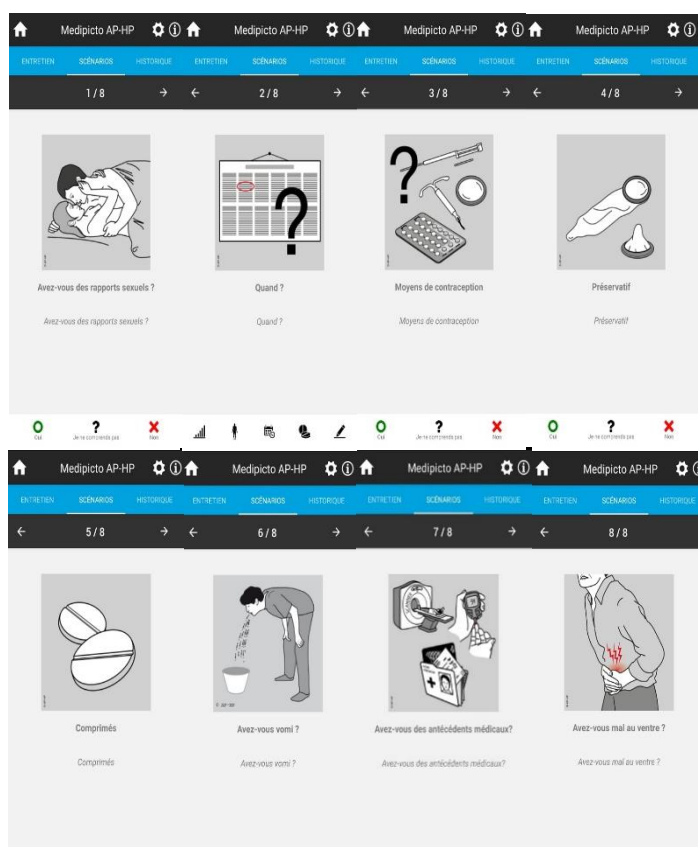 Medipicto AP-HP
ENTRETIEN SCÉNARIOS HISTORIQUE
1 / 8
Avez-vous des rapports sexuels ?
Avez-vous des rapports sexuels ?
Oui
?
Je ne comprends pas
Non
Medipicto AP-HP
ENTRETIEN SCÉNARIOS HISTORIQUE
2 / 8
?
Quand ?
Quand ?
Medipicto AP-HP
ENTRETIEN SCÉNARIOS HISTORIQUE
3 / 8
?
Moyens de contraception
Moyens de contraception
Oui
?
Je ne comprends pas
Non
Medipicto AP-HP
ENTRETIEN SCÉNARIOS HISTORIQUE
4 / 8
Préservatif
Préservatif
Oui
?
Je ne comprends pas
Non
Medipicto AP-HP
ENTRETIEN SCÉNARIOS HISTORIQUE
5 / 8
Comprimés
Comprimés
Medipicto AP-HP
ENTRETIEN SCÉNARIOS HISTORIQUE
6 / 8
Avez-vous vomi ?
Avez-vous vomi ?
Medipicto AP-HP
ENTRETIEN SCÉNARIOS HISTORIQUE
7 / 8
Avez-vous des antécédents médicaux?
Avez-vous des antécédents médicaux?
Medipicto AP-HP
ENTRETIEN SCÉNARIOS HISTORIQUE
8 / 8
Avez-vous mal au ventre ?
Avez-vous mal au ventre ?